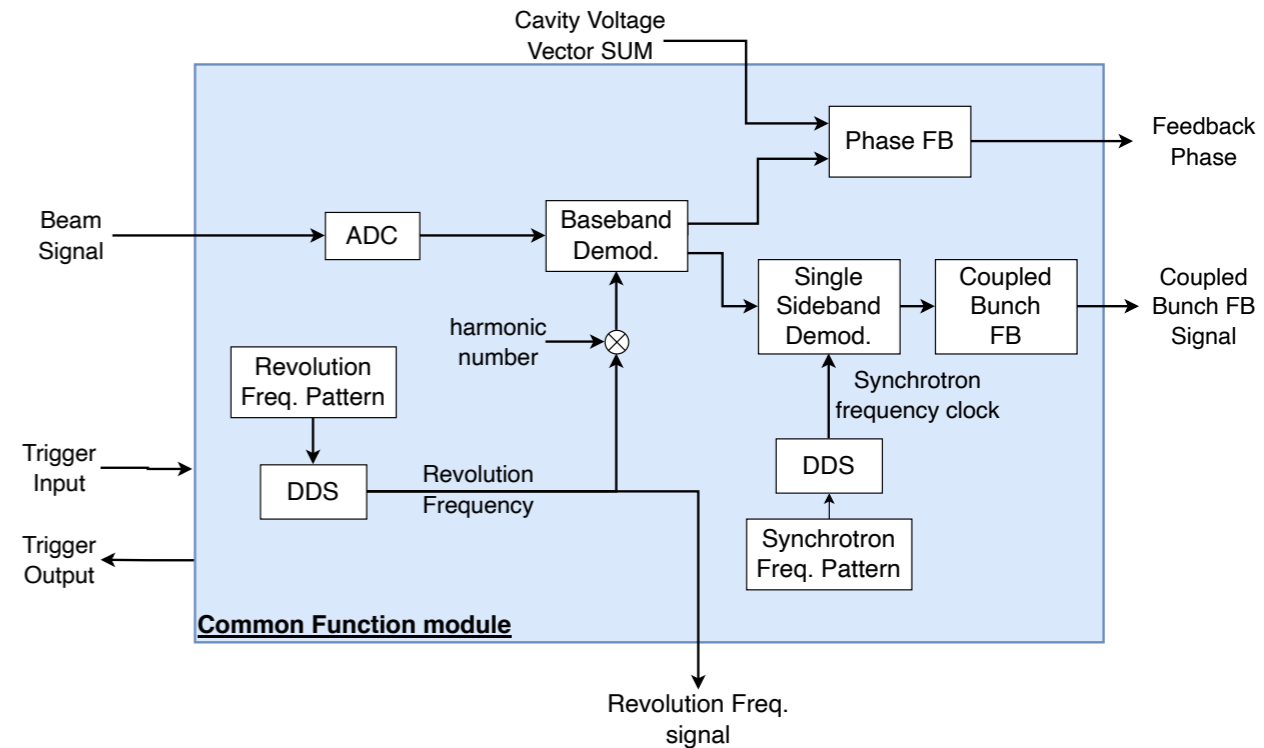 Cavity Voltage
Vector SUM
Phase FB
Feedback
Phase
Beam
Signal
ADC
Baseband
Demod.
Single
Sideband
Demod.
Coupled
Bunch
FB
Coupled
Bunch FB
Signal
harmonic
number
Revolution
Freq. Pattern
Synchrotron
frequency clock
Trigger
Input
DDS
Revolution
Frequency
DDS
Synchrotron
Freq. Pattern
Trigger
Output
Common Function module
Revolution Freq.
signal